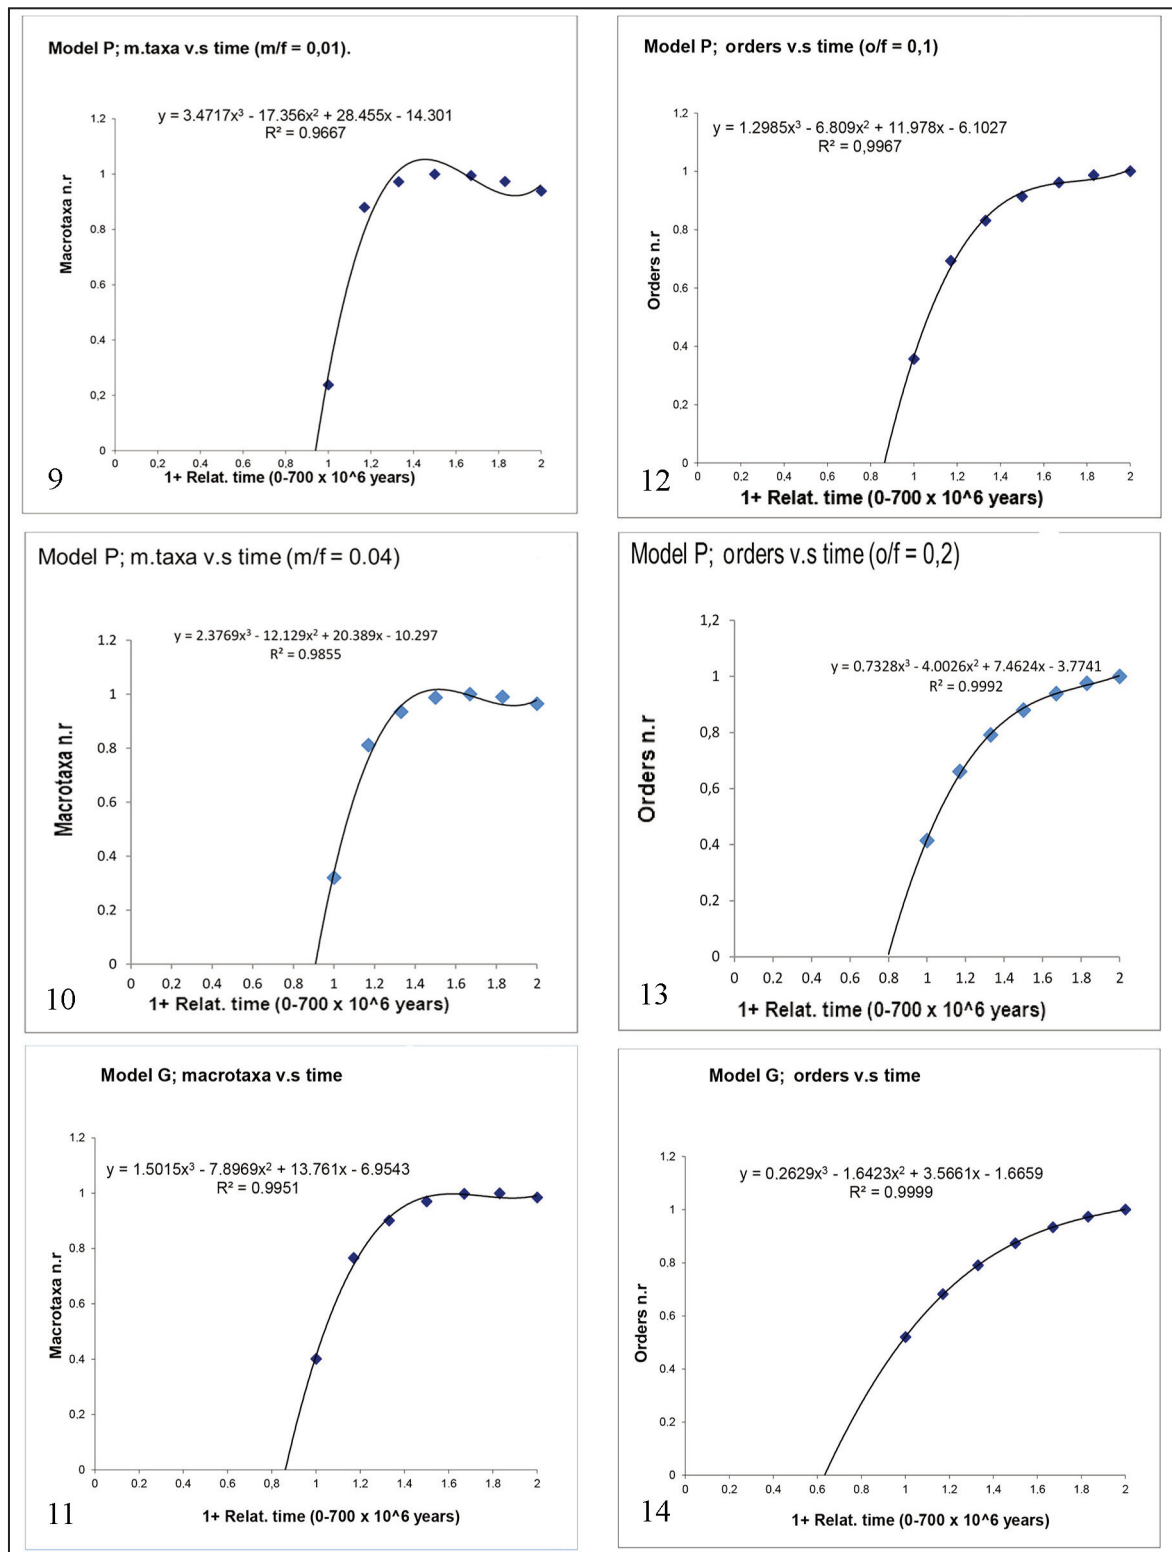 Model P; m.taxa v.s time (m/f = 0,01).
y = 3.4717x³ - 17.356x² + 28.455x - 14.301
R² = 0.9667
1.2
1
0.8
0.6
0.4
0,2
0
Macrotaxa n.r
0 0,2 0,4 0,6 0,8 1 1,2 1.4 1.6 1.8 2
1+ Relat. time (0-700 x 10^6 years)
9
Model P; orders v.s time (o/f = 0,1)
y = 1.2985x³ - 6.809x² + 11.978x - 6.1027
R² = 0,9967
1.2
1
0.8
0.6
0.4
0,2
0
Orders n.r
0 0,2 0,4 0,6 0,8 1 1,2 1.4 1.6 1.8 2
1+ Relat. time (0-700 x 10^6 years)
12
Model P; m.taxa v.s time (m/f = 0.04)
y = 2.3769x³ - 12.129x² + 20.389x - 10.297
R² = 0.9855
1.2
1
0.8
0.6
0.4
0.2
0
Macrotaxa n.r
0 0.2 0.4 0.6 0.8 1 1.2 1.4 1.6 1.8 2
1+ Relat. time (0-700 x 10^6 years)
10
Model P; orders v.s time (o/f = 0,2)
y = 0.7328x³ - 4.0026x² + 7.4624x - 3.7741
R² = 0.9992
1,2
1
0,8
0,6
0.4
0.2
0
Orders n.r
0 0.2 0.4 0.6 0.8 1 1.2 1.4 1.6 1.8 2
1+ Relat. time (0-700 x 10^6 years)
13
Model G; macrotaxa v.s time
y = 1.5015x³ - 7.8969x² + 13.761x - 6.9543
R² = 0.9951
1.2
1
0.8
0.6
0.4
0.2
0
Macrotaxa n.r
0 0.2 0.4 0.6 0.8 1 1.2 1.4 1.6 1.8 2
1+ Relat. time (0-700 x 10^6 years)
11
Model G; orders v.s time
y = 0.2629x³ - 1.6423x² + 3.5661x - 1.6659
R² = 0.9999
1.2
1
0.8
0.6
0.4
0.2
0
Orders n.r
0 0.2 0.4 0.6 0.8 1 1.2 1.4 1.6 1.8 2
1+ Relat. time (0-700 x 10^6 years)
14